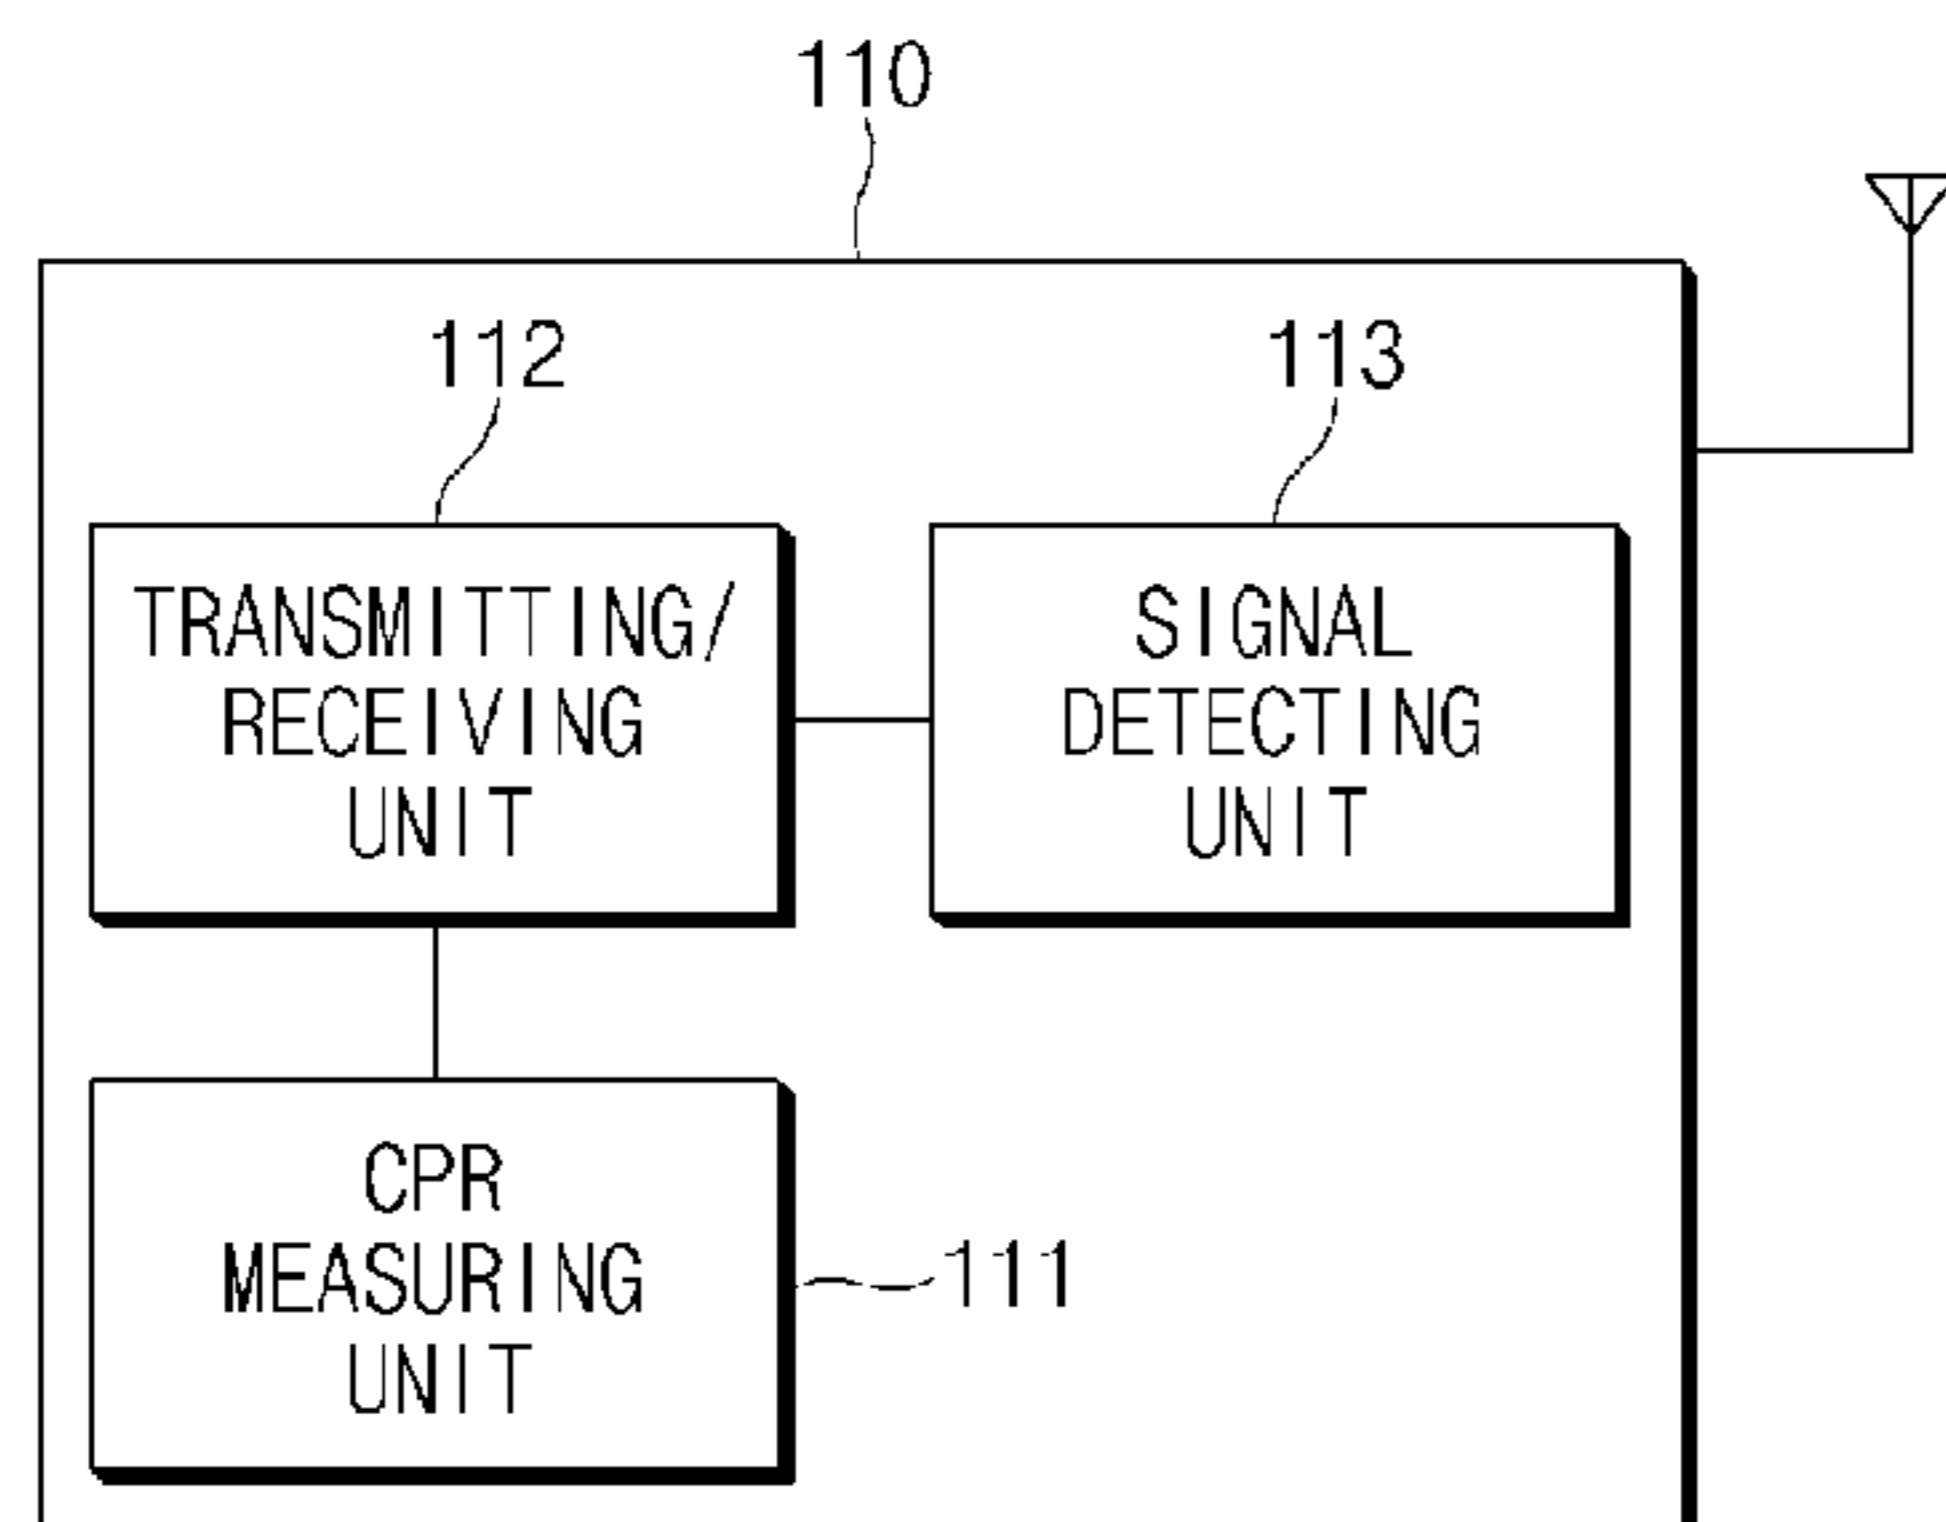 110
112
113
TRANSMITTING/
RECEIVING
UNIT
SIGNAL
DETECTING
UNIT
CPR
MEASURING
UNIT
111